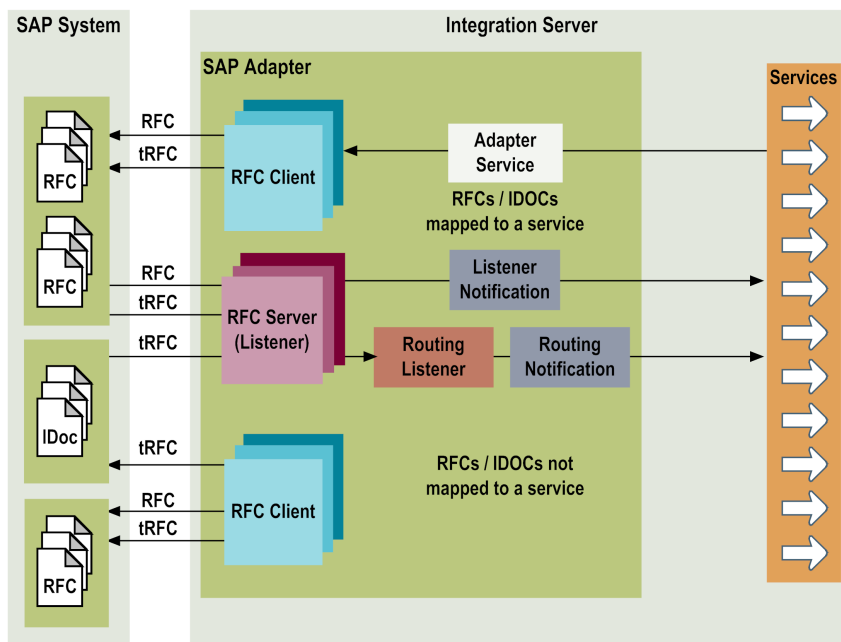 SAP System
Integration Server
SAP Adapter
Services
RFC
tRFC
RFC
RFC Client
Adapter
Service
RFCs / IDOCs
mapped to a service
RFC
RFC
tRFC
RFC Server
(Listener)
Listener
Notification
tRFC
Routing
Listener
Routing
Notification
IDoc
tRFC
RFC
tRFC
RFC Client
RFCs / IDOCs not
mapped to a service
RFC